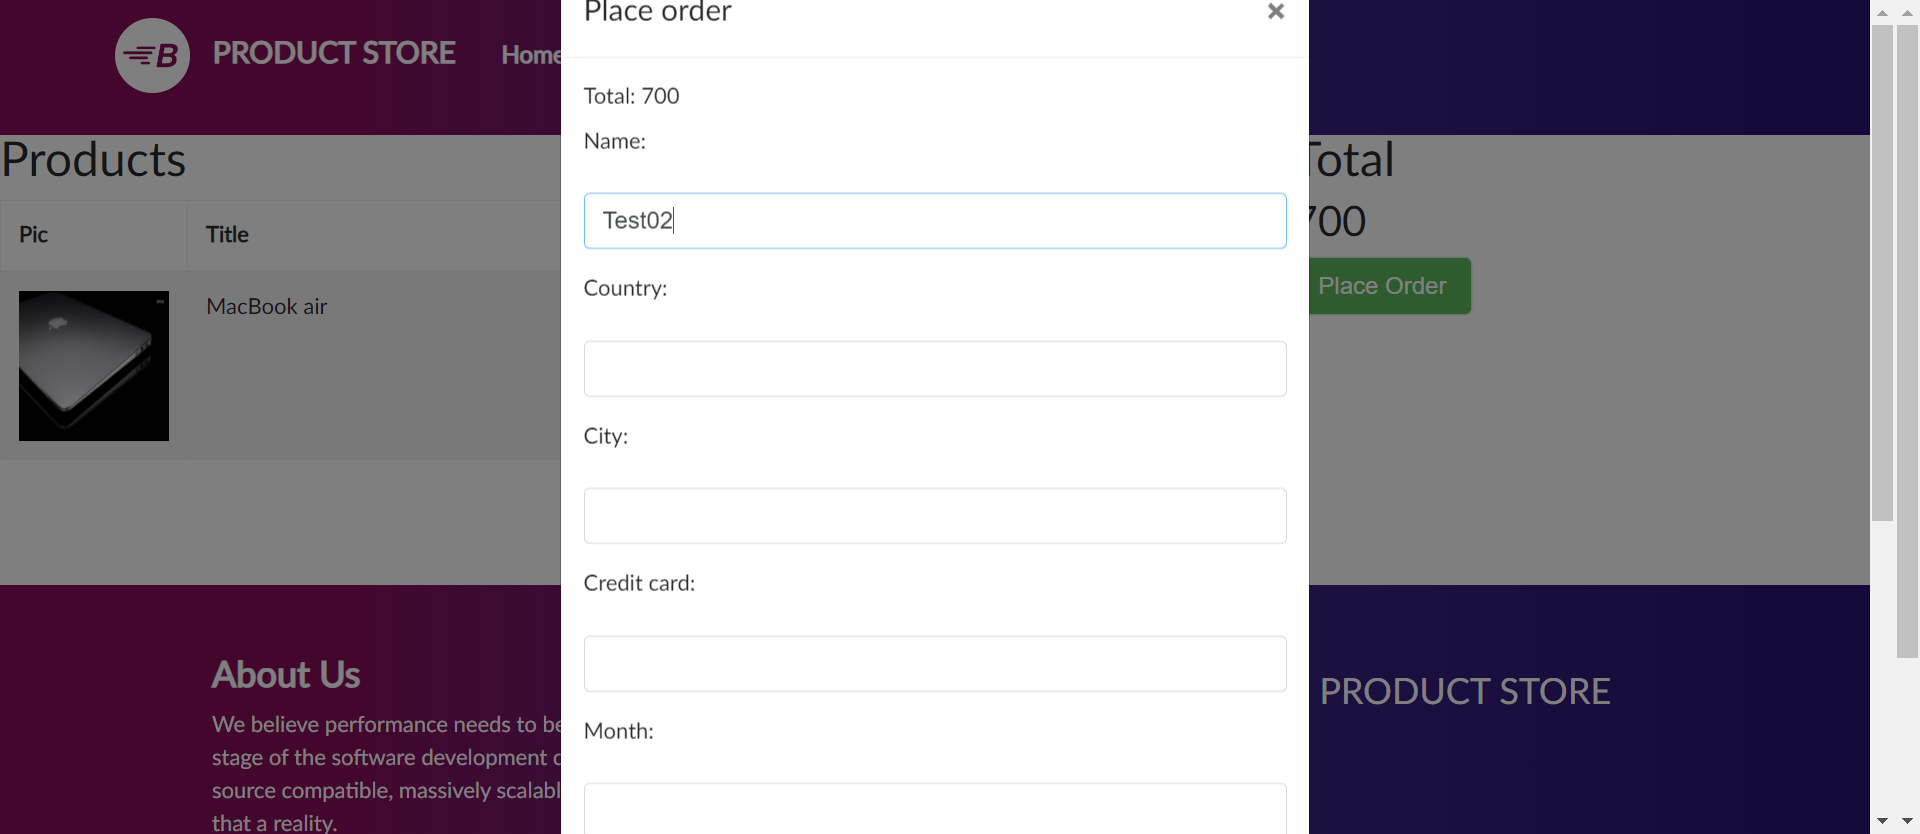 Place order
×
B
PRODUCT STORE
Home
Total: 700
Name:
Test02
Country:
City:
Credit card:
Month:
Products
Pic
Title
MacBook air
Total
700
Place Order
About Us
We believe performance needs to be
stage of the software development
source compatible, massively scalabl
that a reality.
PRODUCT STORE